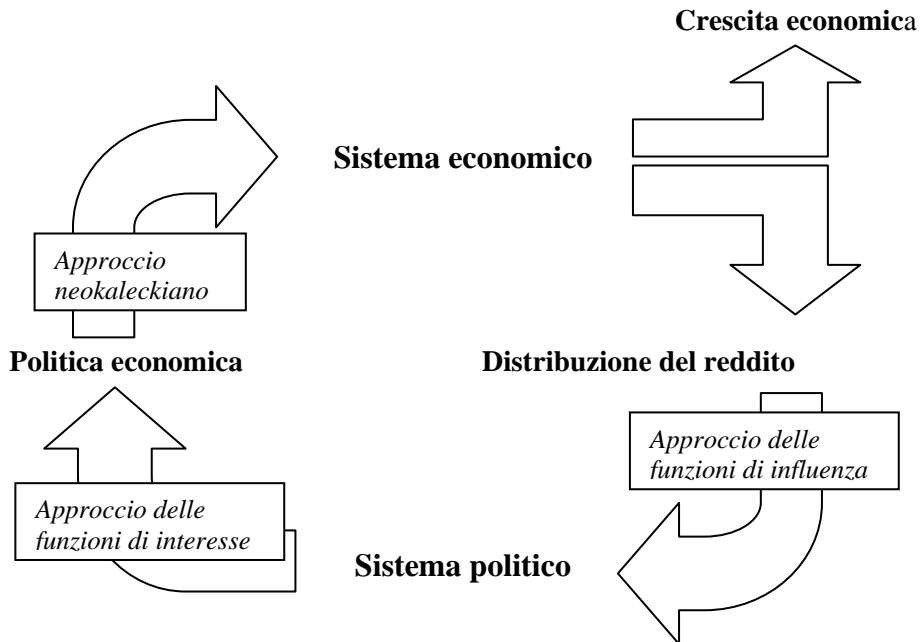 Crescita economica
Sistema economico
Approccio
neokaleckiano
Politica economica
Distribuzione del reddito
Approccio delle
funzioni di influenza
Approccio delle
funzioni di interesse
Sistema politico